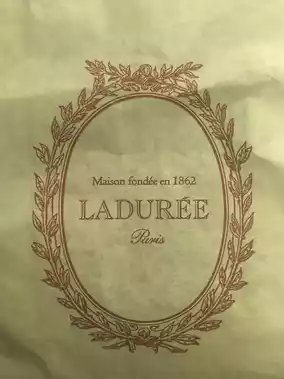 Maison fondée en 1862
LADURÉE
Paris